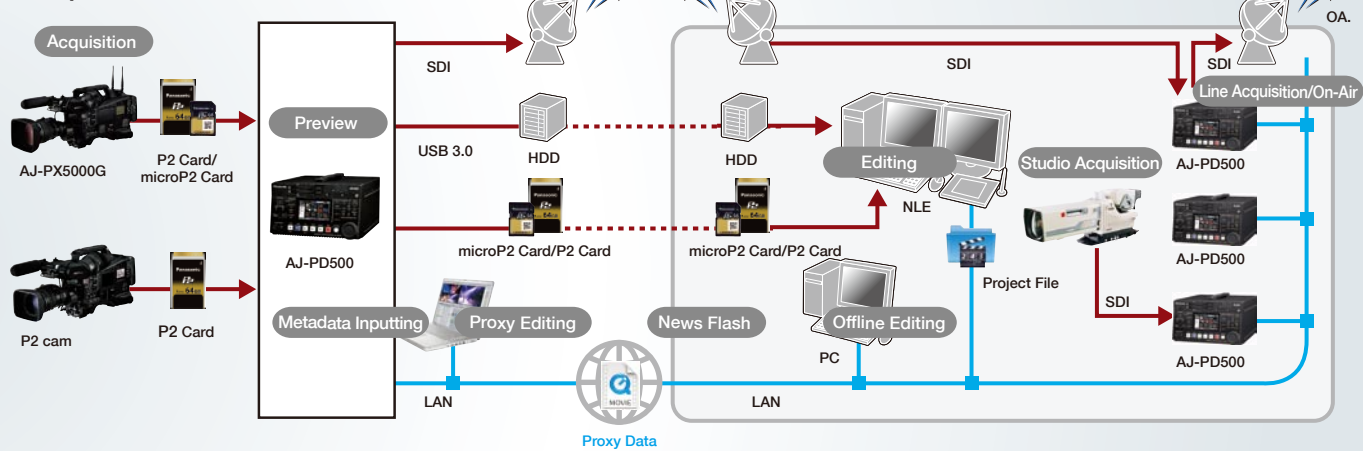 OA.
Acquisition
SDI
SDI
SDI
Line Acquisition/On-Air
Preview
USB 3.0
HDD
HDD
Editing
Studio Acquisition
AJ-PD500
AJ-PX5000G
P2 Card/
microP2 Card
NLE
AJ-PD500
microP2 Card/P2 Card
microP2 Card/P2 Card
AJ-PD500
Project File
Metadata Inputting
Proxy Editing
News Flash
Offline Editing
SDI
P2 cam
P2 Card
PC
AJ-PD500
LAN
MOVIE
LAN
Proxy Data